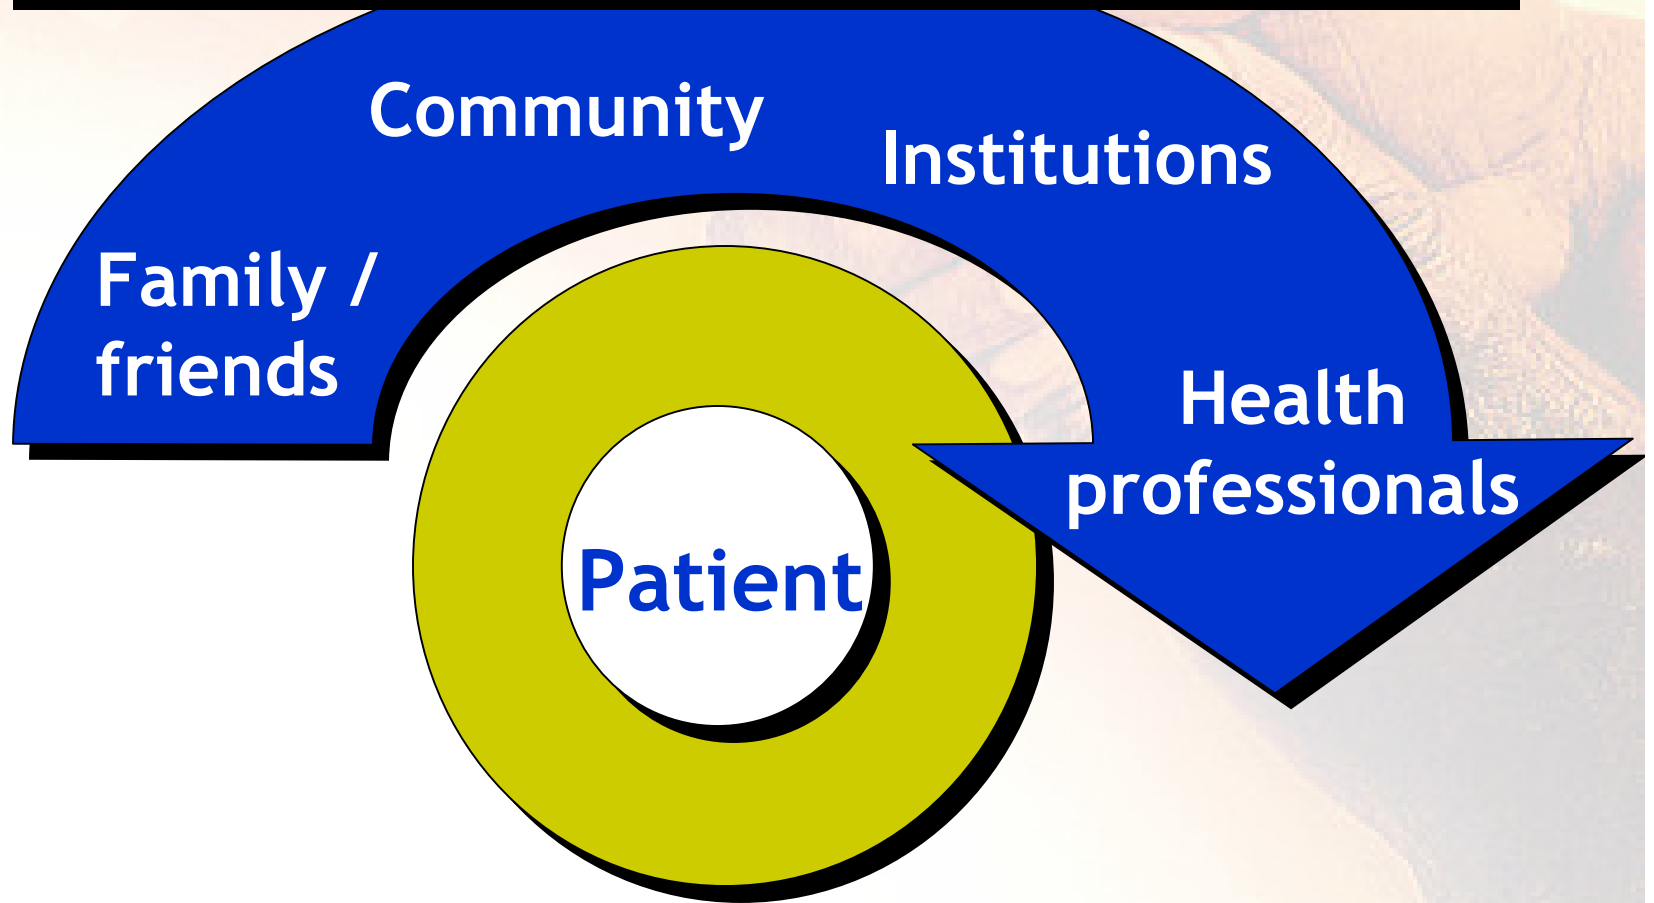 Community
Institutions
Family /
friends
Health
professionals
Patient